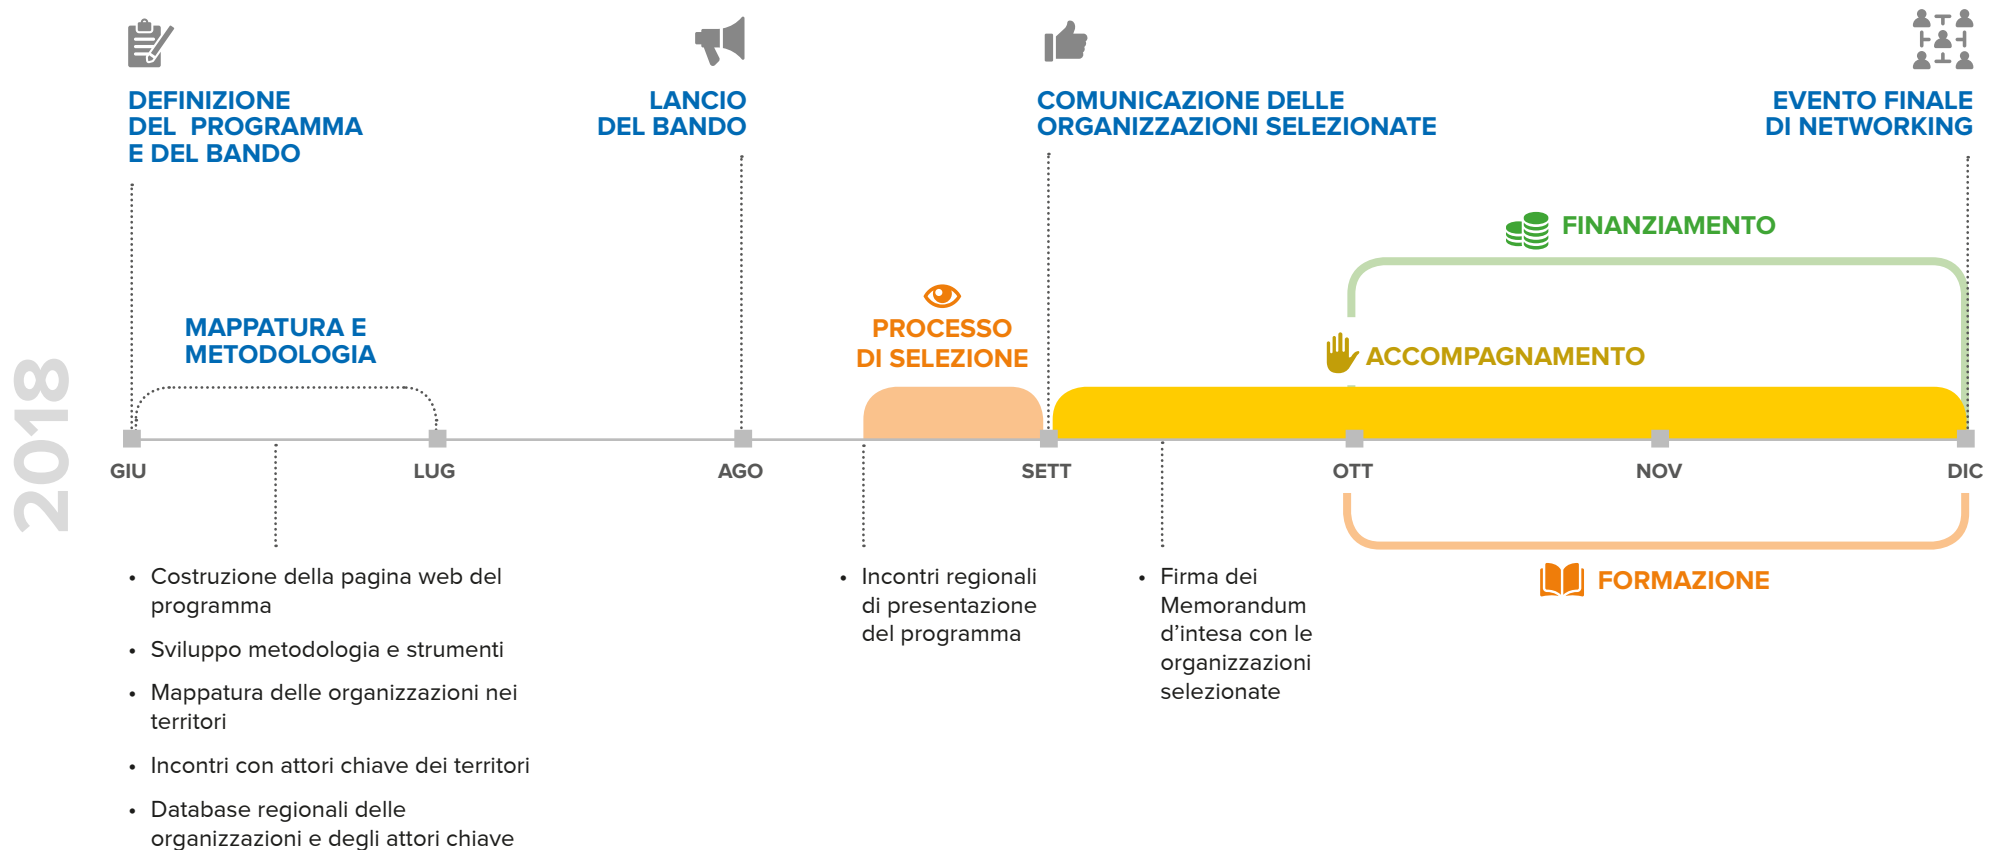 DEFINIZIONE
DEL PROGRAMMA
E DEL BANDO
LANCIO
DEL BANDO
COMUNICAZIONE DELLE
ORGANIZZAZIONI SELEZIONATE
EVENTO FINALE
DI NETWORKING
FINANZIAMENTO
MAPPATURA E
METODOLOGIA
PROCESSO
DI SELEZIONE
ACCOMPAGNAMENTO
2018
GIU
LUG
AGO
SETT
OTT
NOV
DIC
• Costruzione della pagina web del
programma
• Sviluppo metodologia e strumenti
• Mappatura delle organizzazioni nei
territori
• Incontri con attori chiave dei territori
• Database regionali delle
organizzazioni e degli attori chiave
• Incontri regionali
di presentazione
del programma
• Firma dei
Memorandum
d’intesa con le
organizzazioni
selezionate
FORMAZIONE